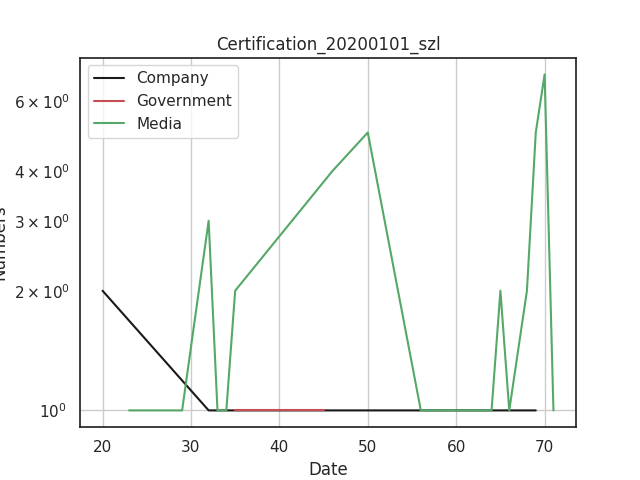 Certification_20200101_szl
Company
Government
Media
6 × 10⁰
4 × 10⁰
3 × 10⁰
2 × 10⁰
10⁰
Numbers
20 30 40 50 60 70
Date